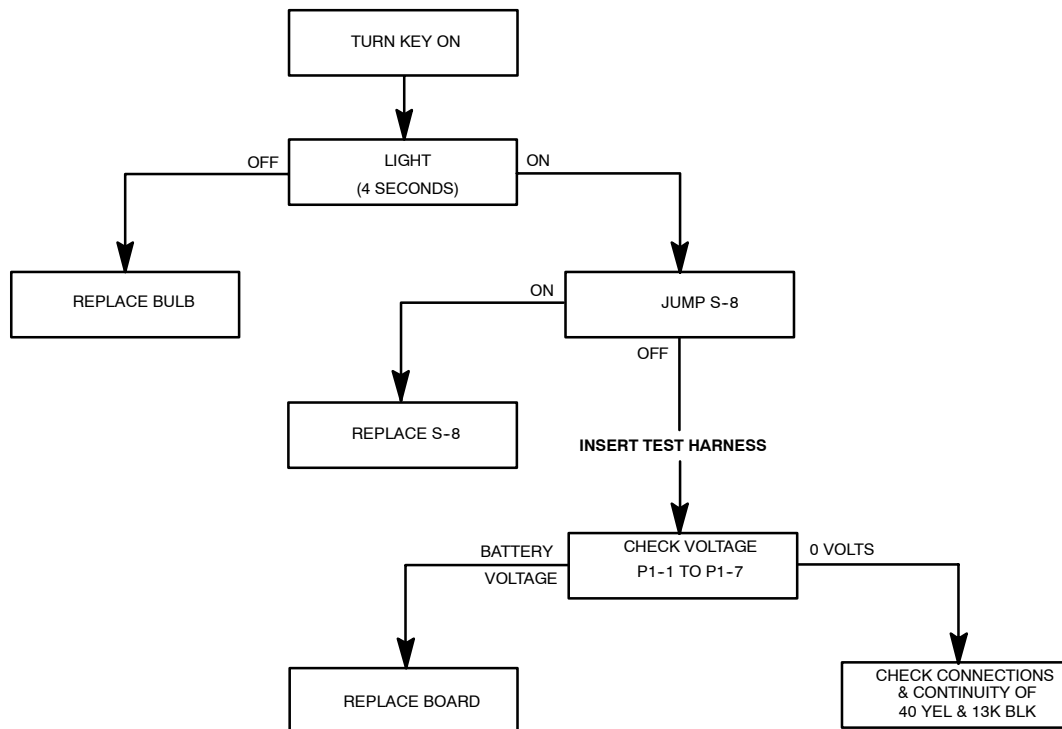 TURN KEY ON
OFF
LIGHT
(4 SECONDS)
ON
REPLACE BULB
ON
JUMP S-8
OFF
REPLACE S-8
INSERT TEST HARNESS
BATTERY
VOLTAGE
CHECK VOLTAGE
P1-1 TO P1-7
0 VOLTS
REPLACE BOARD
CHECK CONNECTIONS
& CONTINUITY OF
40 YEL & 13K BLK